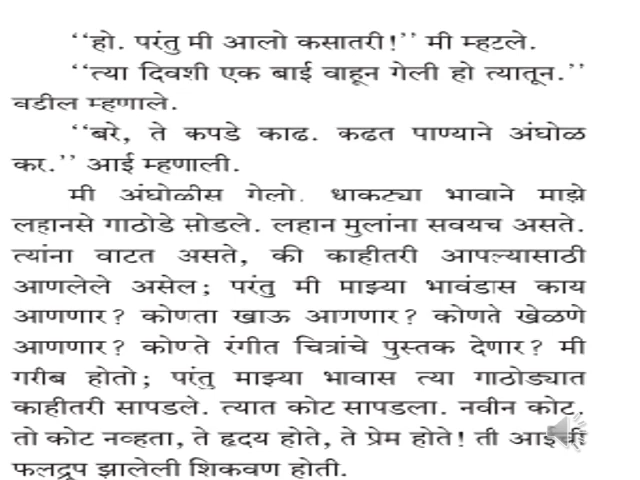 “हो. परंतु मी आलो कसातरी!” मी म्हटले.
“त्या दिवशी एक बाई वाहून गेली हो त्यातून.”
वडील म्हणाले.
“बरे, ते कपडे काढ. कढत पाण्याने अंघोळ
कर.” आई म्हणाली.
मी अंघोळीस गेलो. धाकट्या भावाने माझे
लहानसे गाठोडे सोडले. लहान मुलांना सवयच असते.
त्यांना वाटत असते, की काहीतरी आपल्यासाठी
आणलेले असेल; परंतु मी माझ्या भावंडास काय
आणणार? कोणता खाऊ आणणार? कोणते खेळणे
आणणार? कोणते रंगीत चित्रांचे पुस्तक देणार? मी
गरीब होतो; परंतु माझ्या भावास त्या गाठोड्यात
काहीतरी सापडले. त्यात कोट सापडला. नवीन कोट.
तो कोट नव्हता, ते हृदय होते, ते प्रेम होते! ती
फलद्रूप झालेली शिकवण होती.